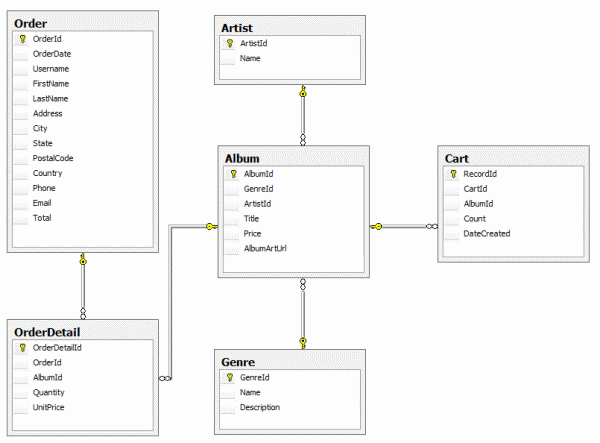 Order
OrderId
OrderDate
Username
FirstName
LastName
Address
City
State
PostalCode
Country
Phone
Email
Total
Artist
ArtistId
Name
Album
AlbumId
GenreId
ArtistId
Title
Price
AlbumArtUrl
Cart
RecordId
CartId
AlbumId
Count
DateCreated
OrderDetail
OrderDetailId
OrderId
AlbumId
Quantity
UnitPrice
Genre
GenreId
Name
Description